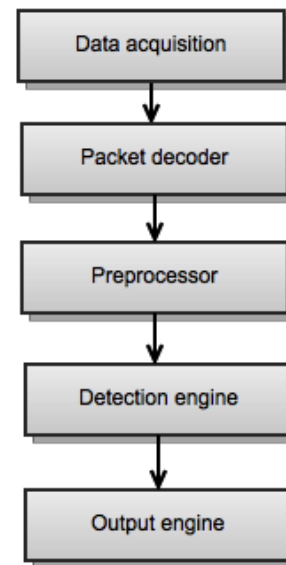 Data acquisition
Packet decoder
Preprocessor
Detection engine
Output engine